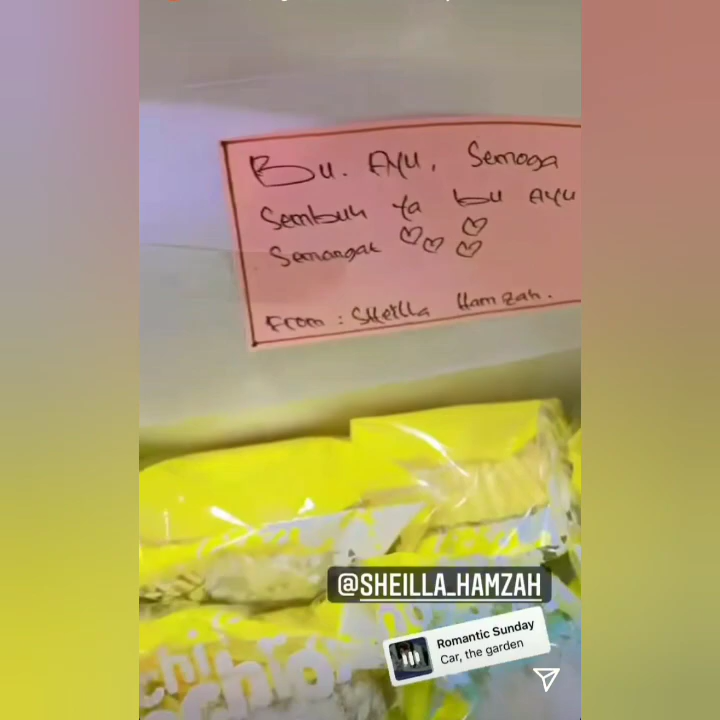 Bu. Ayu, Semoga
Sembuh Ya bu Ayu
Semangat
From : SHeilla Hamzah.
@SHEILLA_HAMZAH
Romantic Sunday
Car, the garden